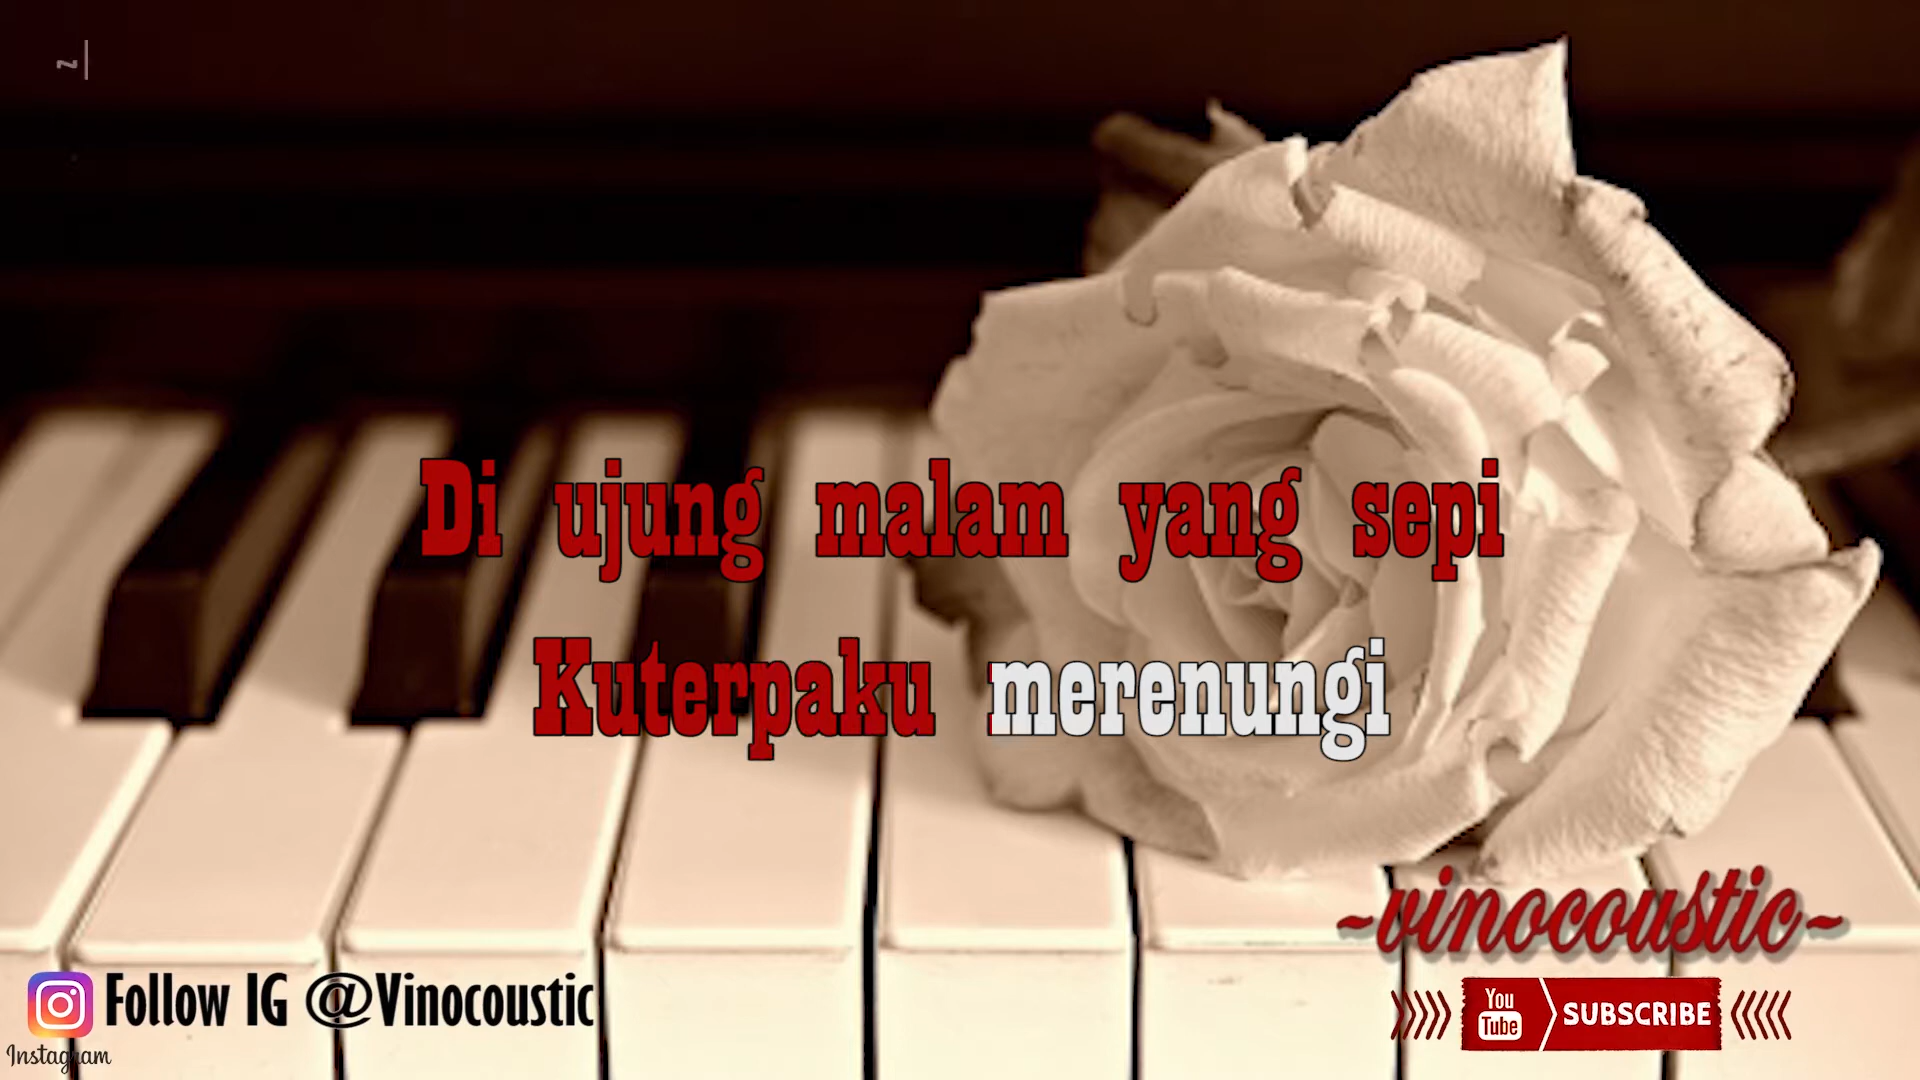 ~
Di ujung malam yang sepi
Kuterpaku merenungi
~vinocoustic~
Follow IG @Vinocoustic
You
Tube
SUBSCRIBE
Instagram